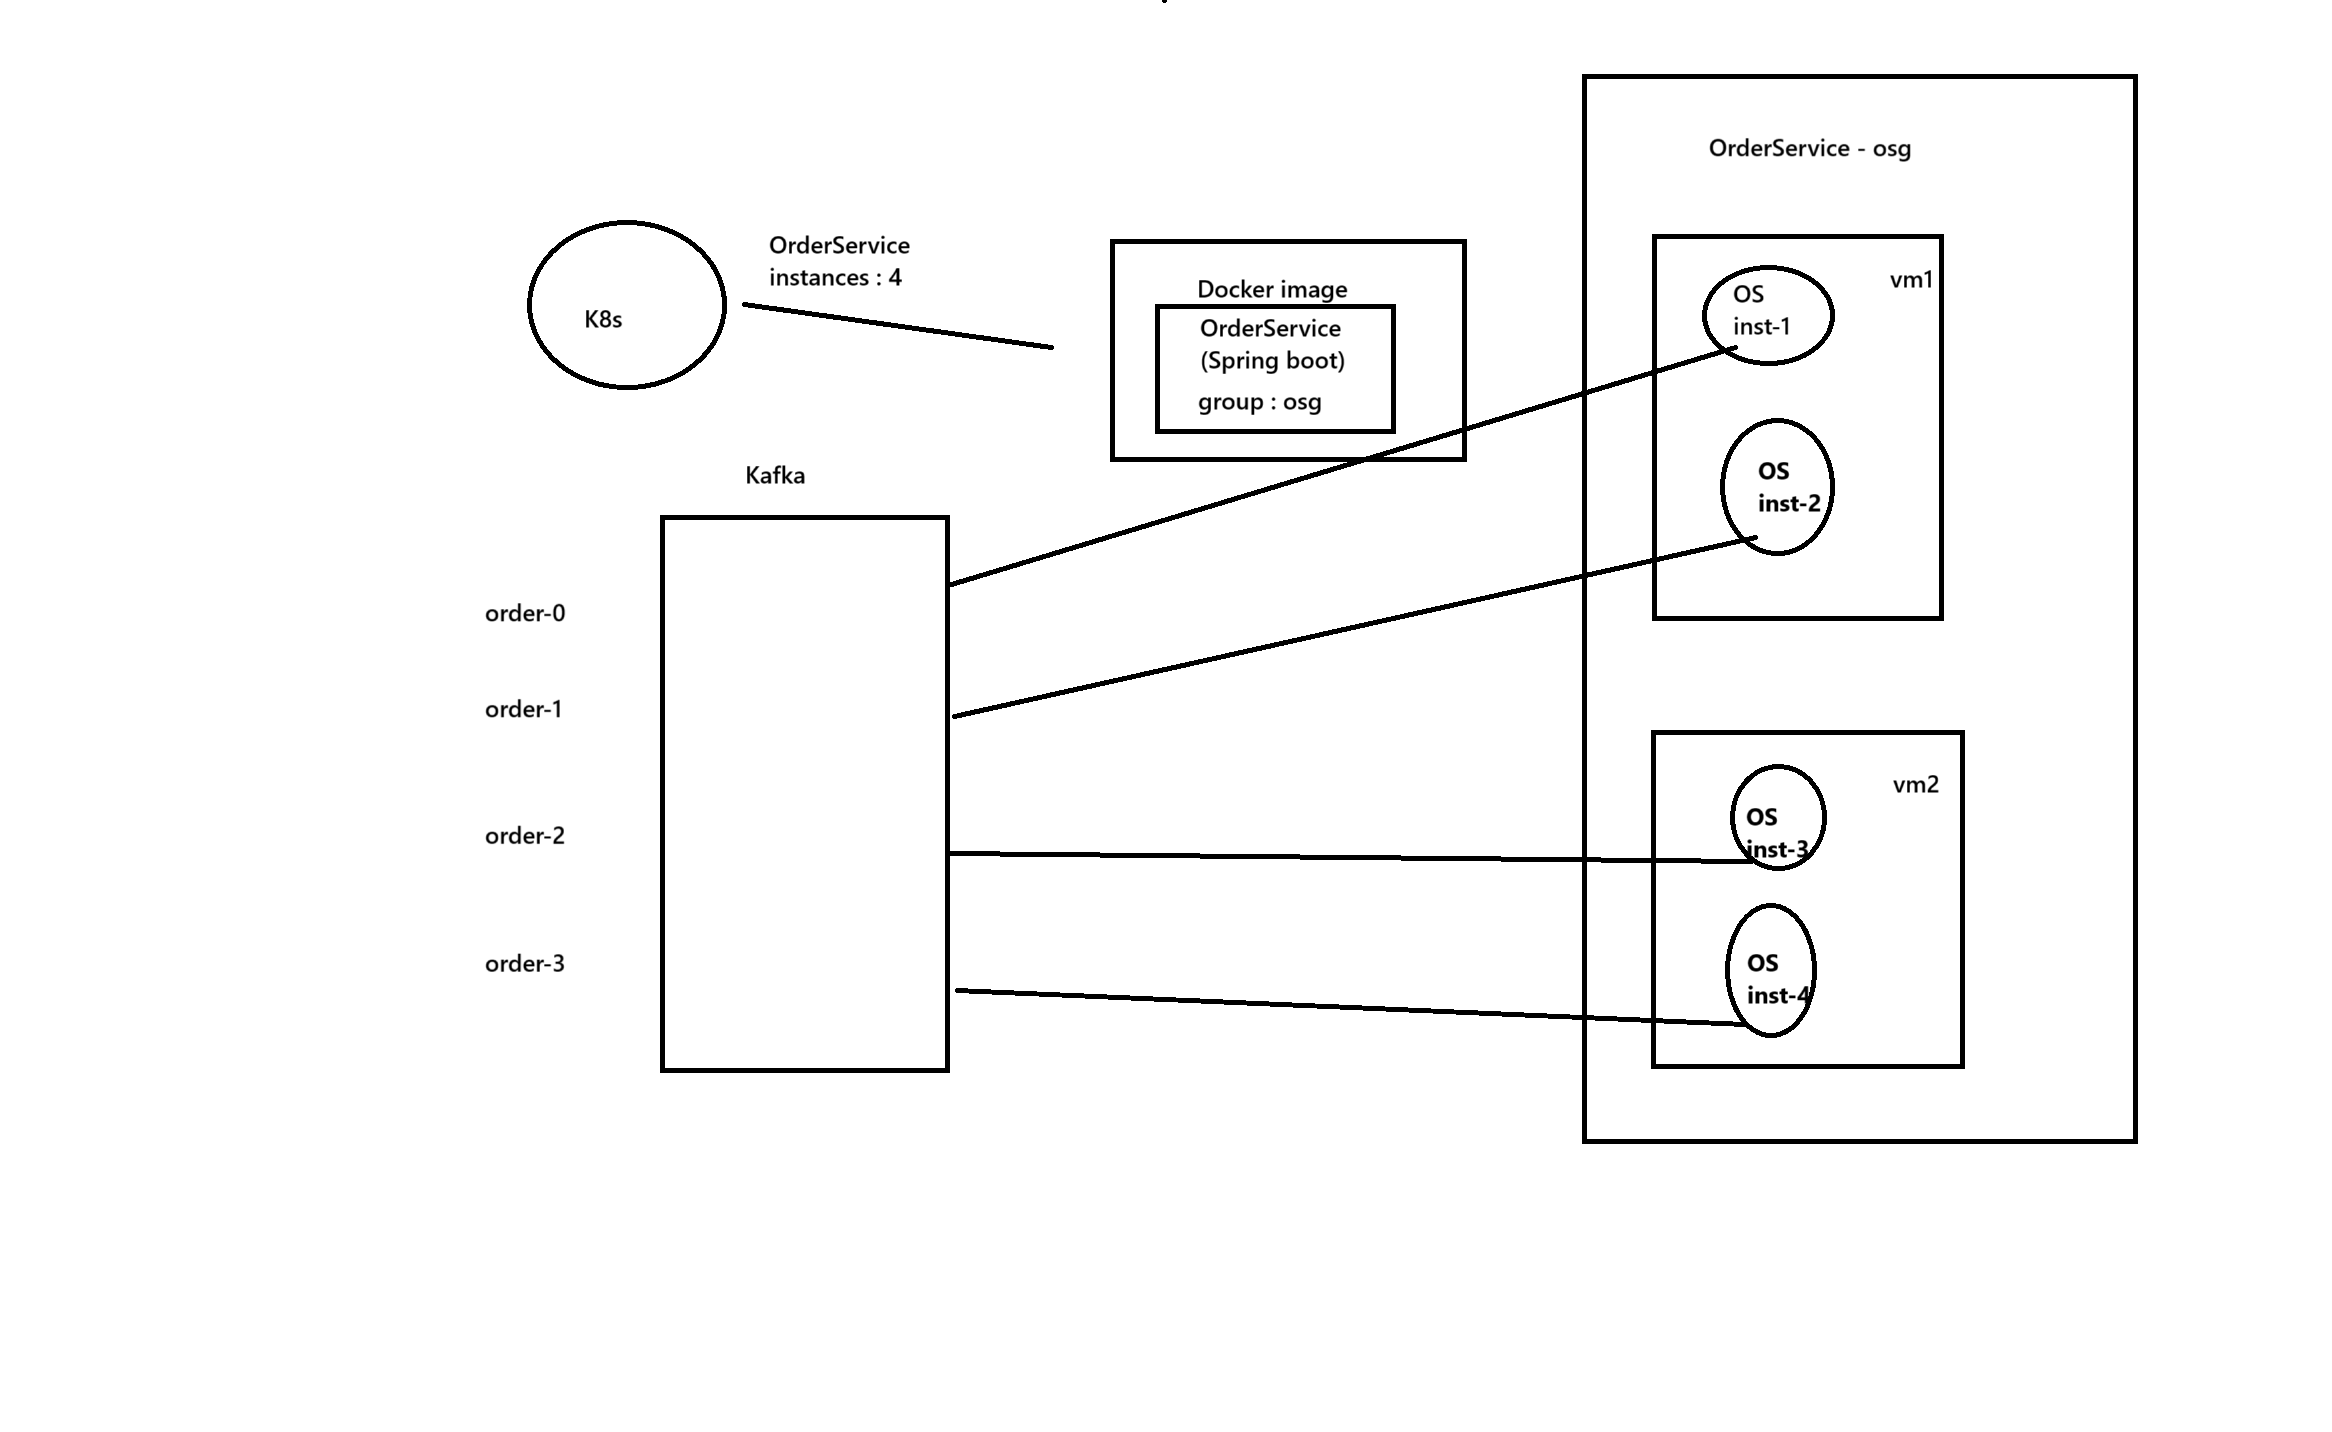 OrderService - osg
OrderService
instances : 4
K8s
Docker image
OrderService
(Spring boot)
group : osg
vm1
OS
inst-1
OS
inst-2
Kafka
order-0
order-1
order-2
order-3
vm2
OS
inst-3
OS
inst-4